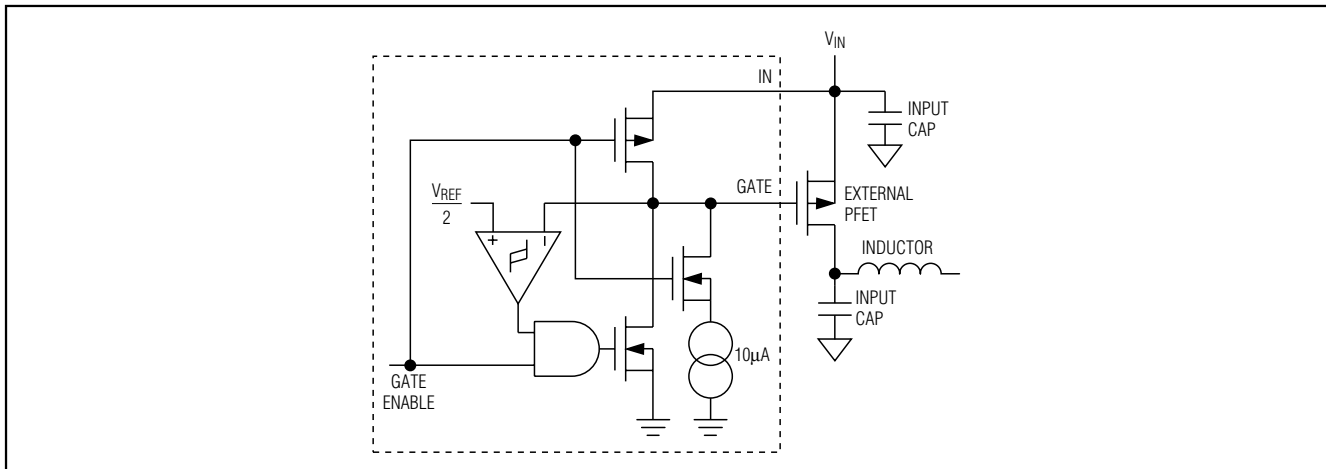 V_IN
IN
INPUT
CAP
V_REF
2
GATE
EXTERNAL
PFET
+
−
INDUCTOR
INPUT
CAP
10μA
GATE
ENABLE